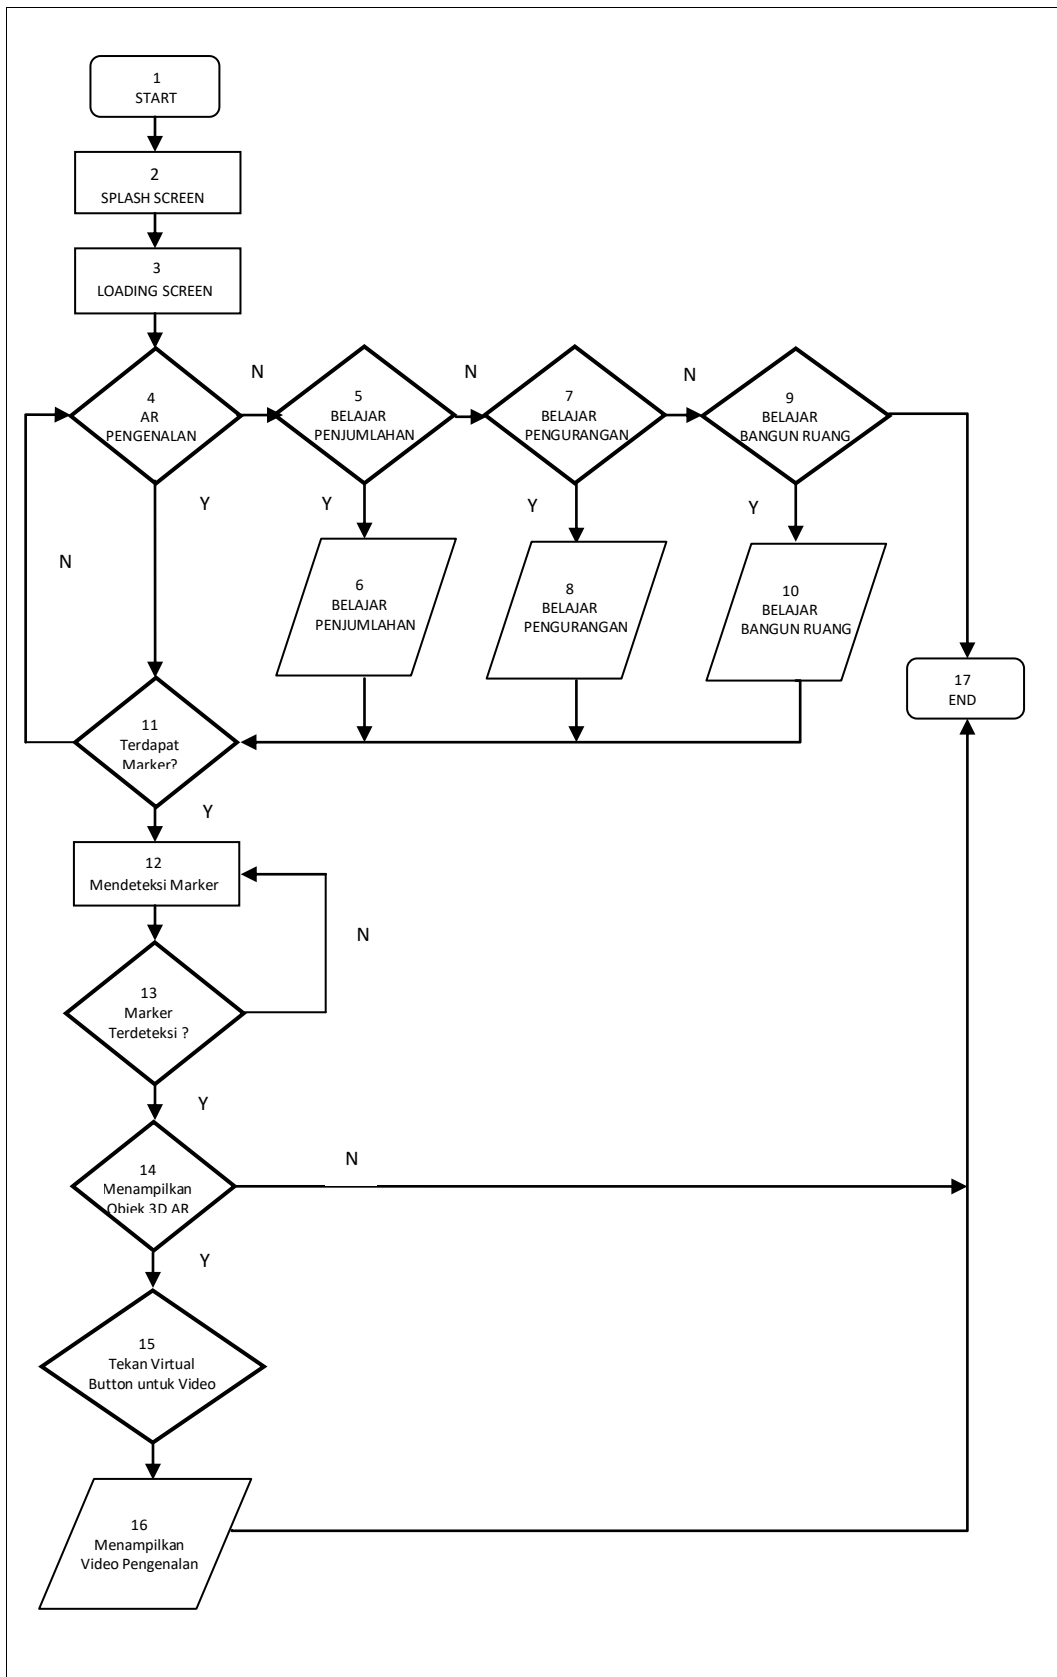 1
START
2
SPLASH SCREEN
3
LOADING SCREEN
4
AR
PENGENALAN
N
5
BELAJAR
PENJUMLAHAN
N
7
BELAJAR
PENGURANGAN
N
9
BELAJAR
BANGUN RUANG
Y
Y
Y
Y
N
6
BELAJAR
PENJUMLAHAN
8
BELAJAR
PENGURANGAN
10
BELAJAR
BANGUN RUANG
17
END
11
Terdapat
Marker?
Y
12
Mendeteksi Marker
N
13
Marker
Terdeteksi ?
Y
14
Menampilkan
Objek 3D AR
N
Y
15
Tekan Virtual
Button untuk Video
16
Menampilkan
Video Pengenalan